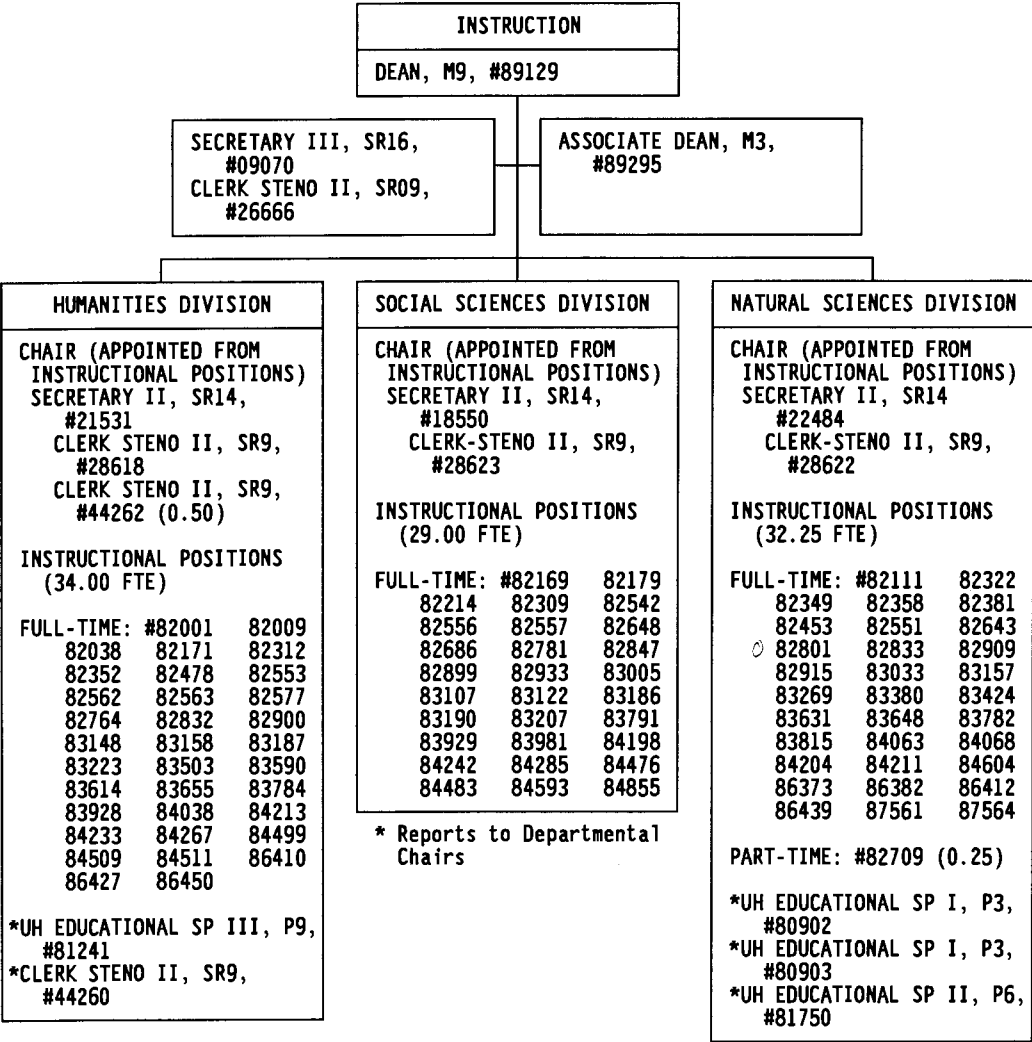 INSTRUCTION
DEAN, M9, #89129
SECRETARY III, SR16,
#09070
CLERK STENO II, SR09,
#26666
ASSOCIATE DEAN, M3,
#89295
HUMANITIES DIVISION
CHAIR (APPOINTED FROM
INSTRUCTIONAL POSITIONS)
SECRETARY II, SR14,
#21531
CLERK STENO II, SR9,
#28618
CLERK STENO II, SR9,
#44262 (0.50)
INSTRUCTIONAL POSITIONS
(34.00 FTE)
FULL-TIME: #82001 82009
82038 82171 82312
82352 82478 82553
82562 82563 82577
82764 82832 82900
83148 83158 83187
83223 83503 83590
83614 83655 83784
83928 84038 84213
84233 84267 84499
84509 84511 86410
86427 86450
*UH EDUCATIONAL SP III, P9,
#81241
*CLERK STENO II, SR9,
#44260
SOCIAL SCIENCES DIVISION
CHAIR (APPOINTED FROM
INSTRUCTIONAL POSITIONS)
SECRETARY II, SR14,
#18550
CLERK-STENO II, SR9,
#28623
INSTRUCTIONAL POSITIONS
(29.00 FTE)
FULL-TIME: #82169 82179
82214 82309 82542
82556 82557 82648
82686 82781 82847
82899 82933 83005
83107 83122 83186
83190 83207 83791
83929 83981 84198
84242 84285 84476
84483 84593 84855
* Reports to Departmental
Chairs
NATURAL SCIENCES DIVISION
CHAIR (APPOINTED FROM
INSTRUCTIONAL POSITIONS)
SECRETARY II, SR14
#22484
CLERK-STENO II, SR9,
#28622
INSTRUCTIONAL POSITIONS
(32.25 FTE)
FULL-TIME: #82111 82322
82349 82358 82381
82453 82551 82643
82801 82833 82909
82915 83033 83157
83269 83380 83424
83631 83648 83782
83815 84063 84068
84204 84211 84604
86373 86382 86412
86439 87561 87564
PART-TIME: #82709 (0.25)
*UH EDUCATIONAL SP I, P3,
#80902
*UH EDUCATIONAL SP I, P3,
#80903
*UH EDUCATIONAL SP II, P6,
#81750